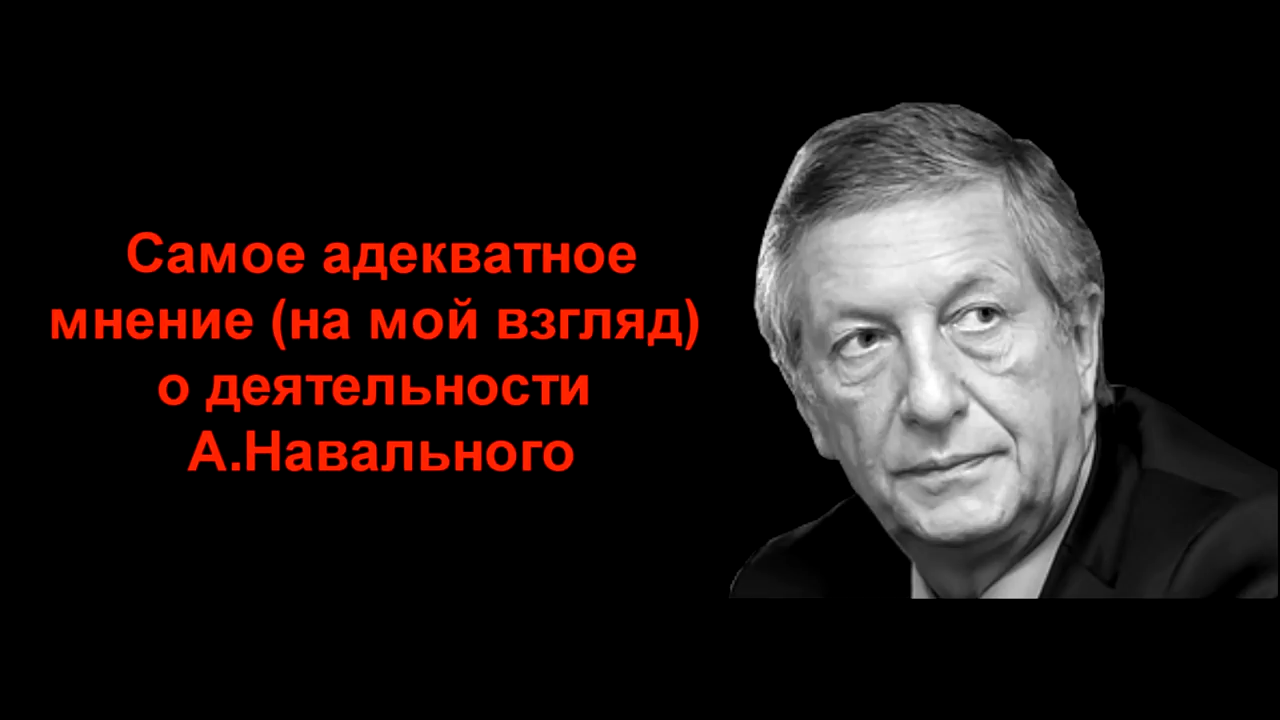 Самое адекватное
мнение (на мой взгляд)
о деятельности
А.Навального